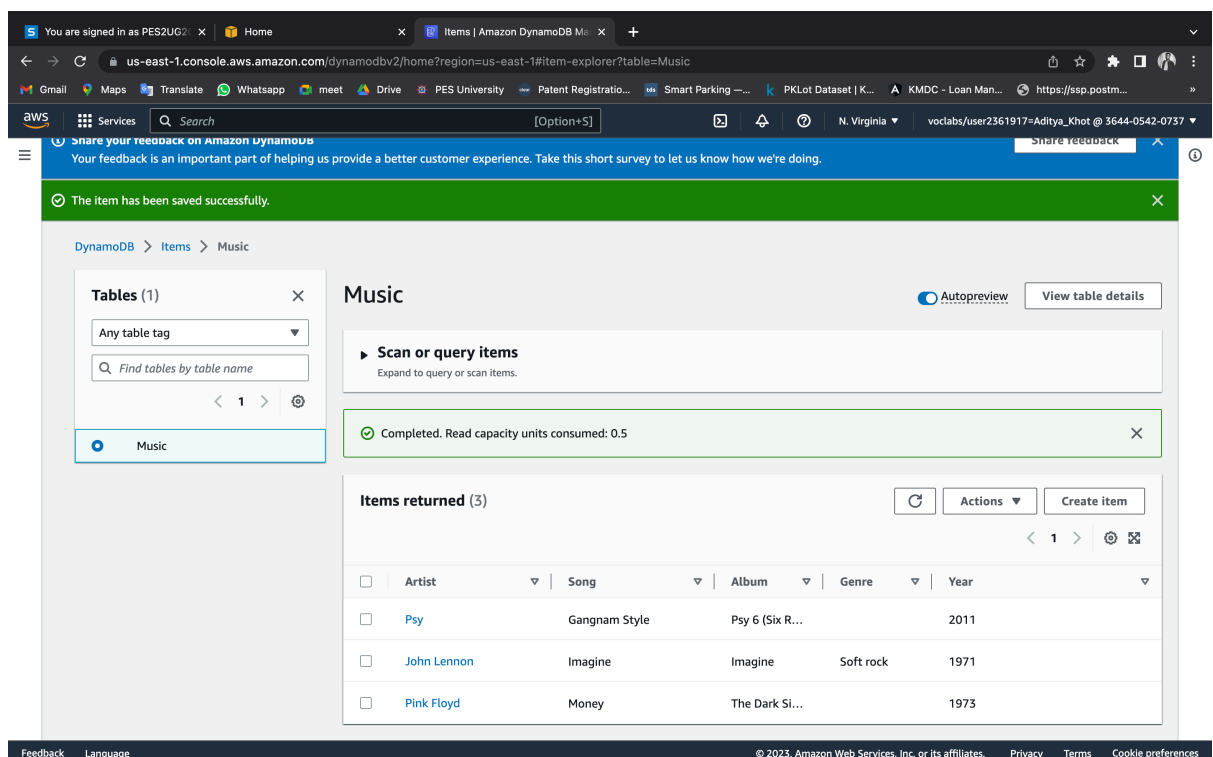 You are signed in as PES2UG20
Home
Items | Amazon DynamoDB Ma
us-east-1.console.aws.amazon.com/dynamodbv2/home?region=us-east-1#item-explorer?table=Music
Gmail Maps Translate Whatsapp meet Drive PES University Patent Registratio... Smart Parking —... PKLot Dataset | K... KMDC - Loan Man... https://ssp.postm... »
aws Services Search [Option+S] N. Virginia voclabs/user2361917=Aditya_Khot @ 3644-0542-0737
Share your feedback on Amazon DynamoDB
Your feedback is an important part of helping us provide a better customer experience. Take this short survey to let us know how we're doing.
Share feedback
The item has been saved successfully.
DynamoDB > Items > Music
Tables (1)
Any table tag
Find tables by table name
< 1 >
Music
Music
Autopreview
View table details
Scan or query items
Expand to query or scan items.
Completed. Read capacity units consumed: 0.5
Items returned (3)
Actions
Create item
< 1 >
Artist Song Album Genre Year
Psy Gangnam Style Psy 6 (Six R... 2011
John Lennon Imagine Imagine Soft rock 1971
Pink Floyd Money The Dark Si... 1973
Feedback Language © 2023, Amazon Web Services, Inc. or its affiliates. Privacy Terms Cookie preferences